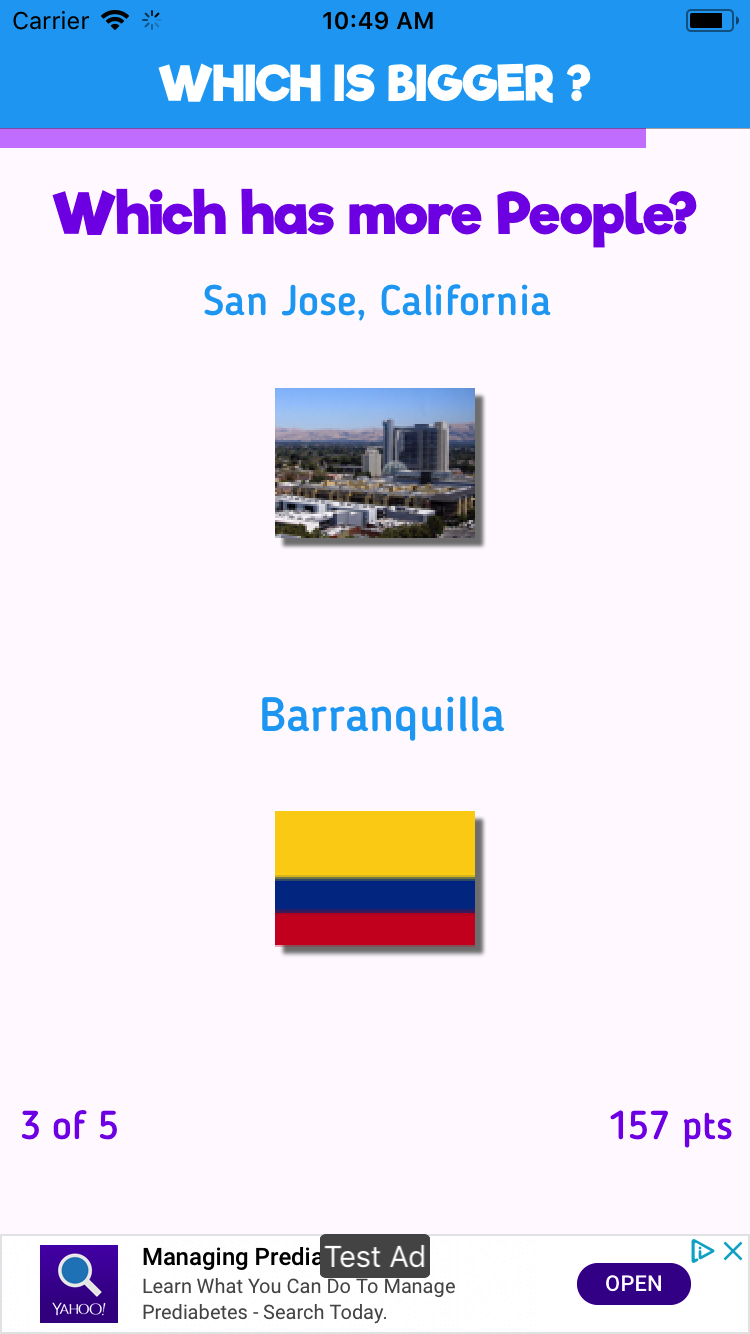 Carrier 10:49 AM
WHICH IS BIGGER ?
Which has more People?
San Jose, California
Barranquilla
3 of 5
157 pts
Managing Predia
Test Ad
Learn What You Can Do To Manage
Prediabetes - Search Today.
OPEN
YAHOO!